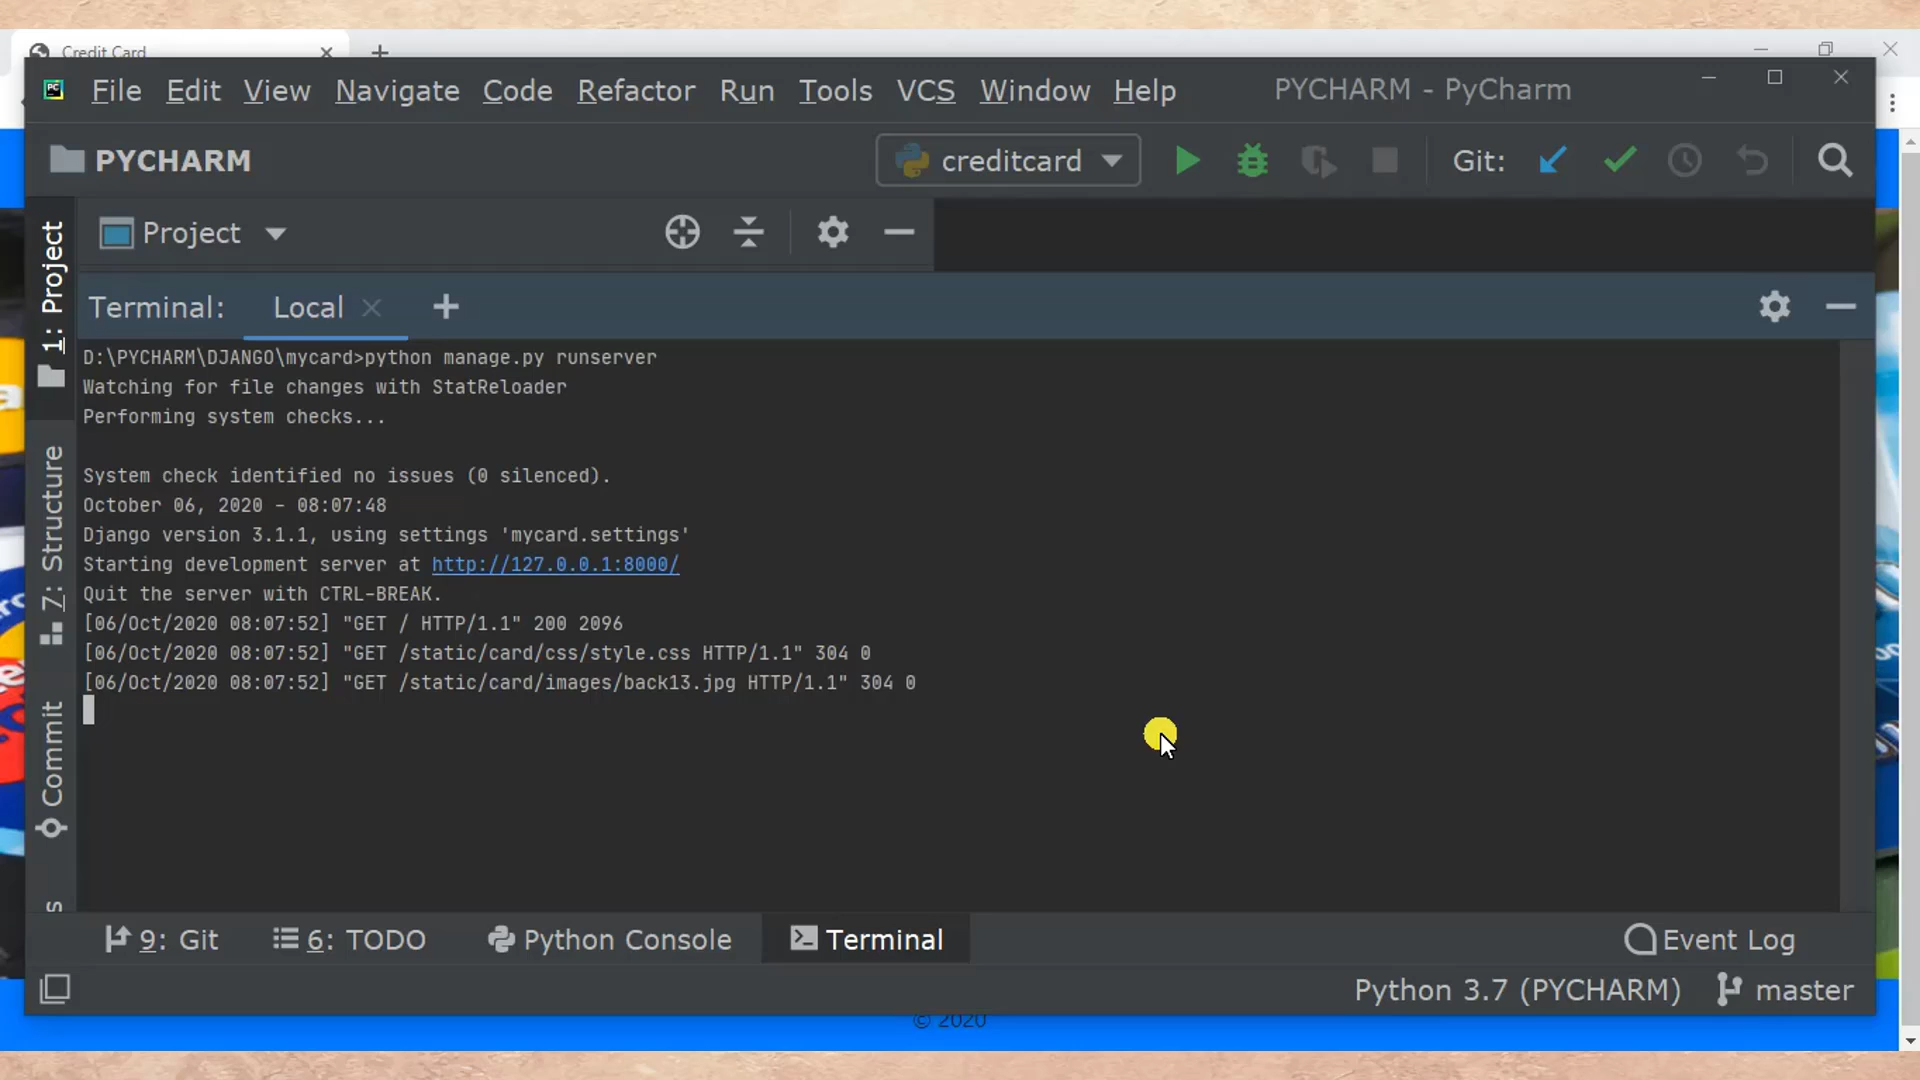 Credit Card
File Edit View Navigate Code Refactor Run Tools VCS Window Help PYCHARM - PyCharm
PYCHARM creditcard Git:
Project
1: Project
Terminal: Local
D:\PYCHARM\DJANGO\mycard>python manage.py runserver
Watching for file changes with StatReloader
Performing system checks...
System check identified no issues (0 silenced).
October 06, 2020 - 08:07:48
Django version 3.1.1, using settings 'mycard.settings'
Starting development server at http://127.0.0.1:8000/
Quit the server with CTRL-BREAK.
[06/Oct/2020 08:07:52] "GET / HTTP/1.1" 200 2096
[06/Oct/2020 08:07:52] "GET /static/card/css/style.css HTTP/1.1" 304 0
[06/Oct/2020 08:07:52] "GET /static/card/images/back13.jpg HTTP/1.1" 304 0
Z: Structure
Commit
9: Git 6: TODO Python Console Terminal Event Log
Python 3.7 (PYCHARM) master
© 2020